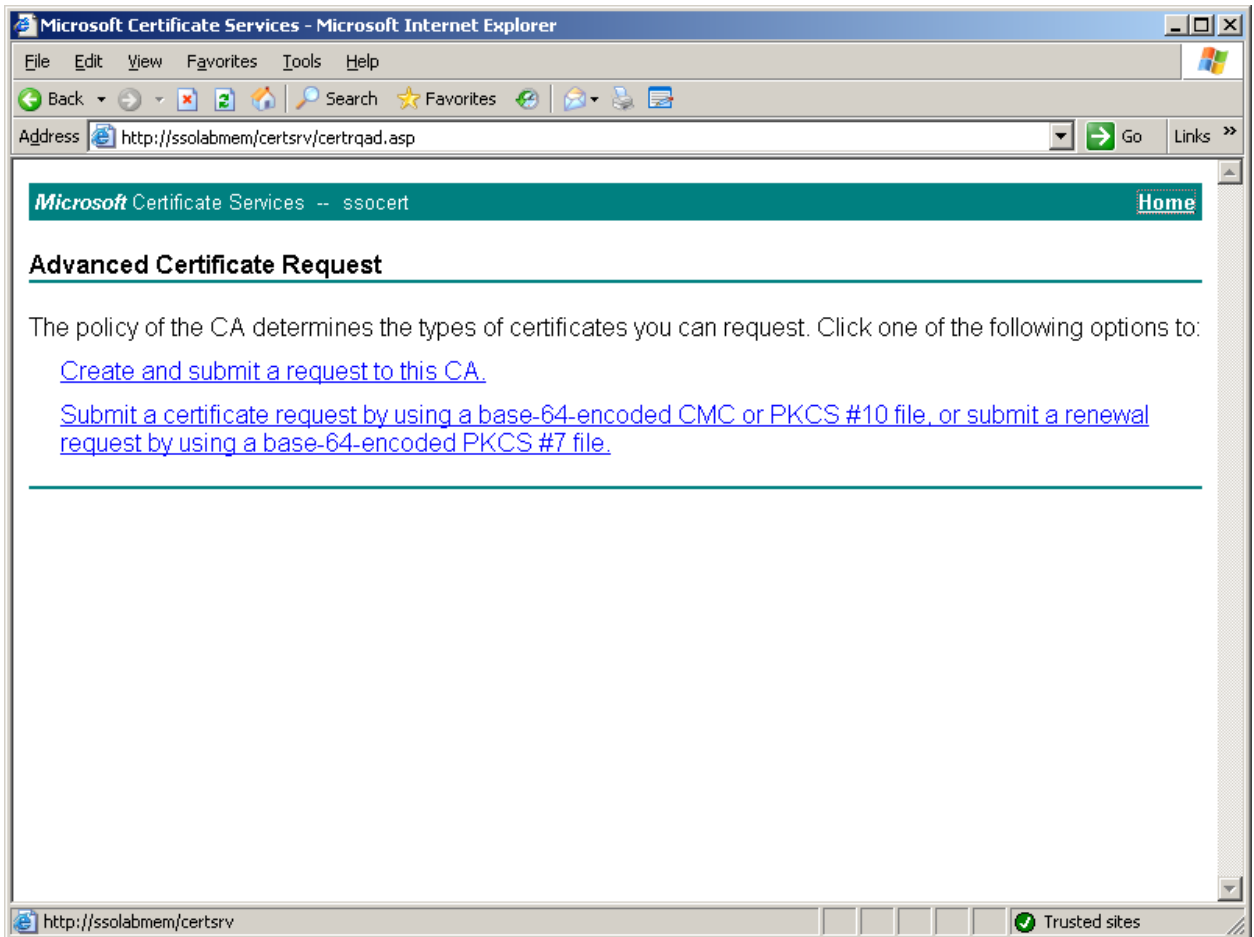 Microsoft Certificate Services - Microsoft Internet Explorer
File Edit View Favorites Tools Help
Back Search Favorites
Address http://ssolabmem/certsrv/certrqad.asp Go Links »
Microsoft Certificate Services -- ssocert Home
Advanced Certificate Request
The policy of the CA determines the types of certificates you can request. Click one of the following options to:
Create and submit a request to this CA.
Submit a certificate request by using a base-64-encoded CMC or PKCS #10 file, or submit a renewal
request by using a base-64-encoded PKCS #7 file.
http://ssolabmem/certsrv Trusted sites